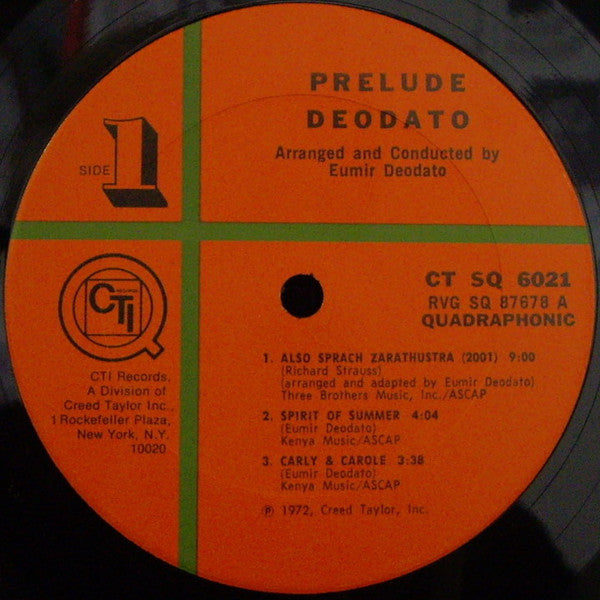 PRELUDE
DEODATO
Arranged and Conducted by
Eumir Deodato
SIDE 1
CTI
RECORDS
CTI Records,
A Division of
Creed Taylor Inc.,
1 Rockefeller Plaza,
New York, N.Y.
10020
CT SQ 6021
RVG SQ 87678 A
QUADRAPHONIC
1. ALSO SPRACH ZARATHUSTRA (2001) 9:00
(Richard Strauss)
(arranged and adapted by Eumir Deodato)
Three Brothers Music, Inc./ASCAP
2. SPIRIT OF SUMMER 4:04
(Eumir Deodato)
Kenya Music/ASCAP
3. CARLY & CAROLE 3:38
(Eumir Deodato)
Kenya Music/ASCAP
℗ 1972, Creed Taylor, Inc.